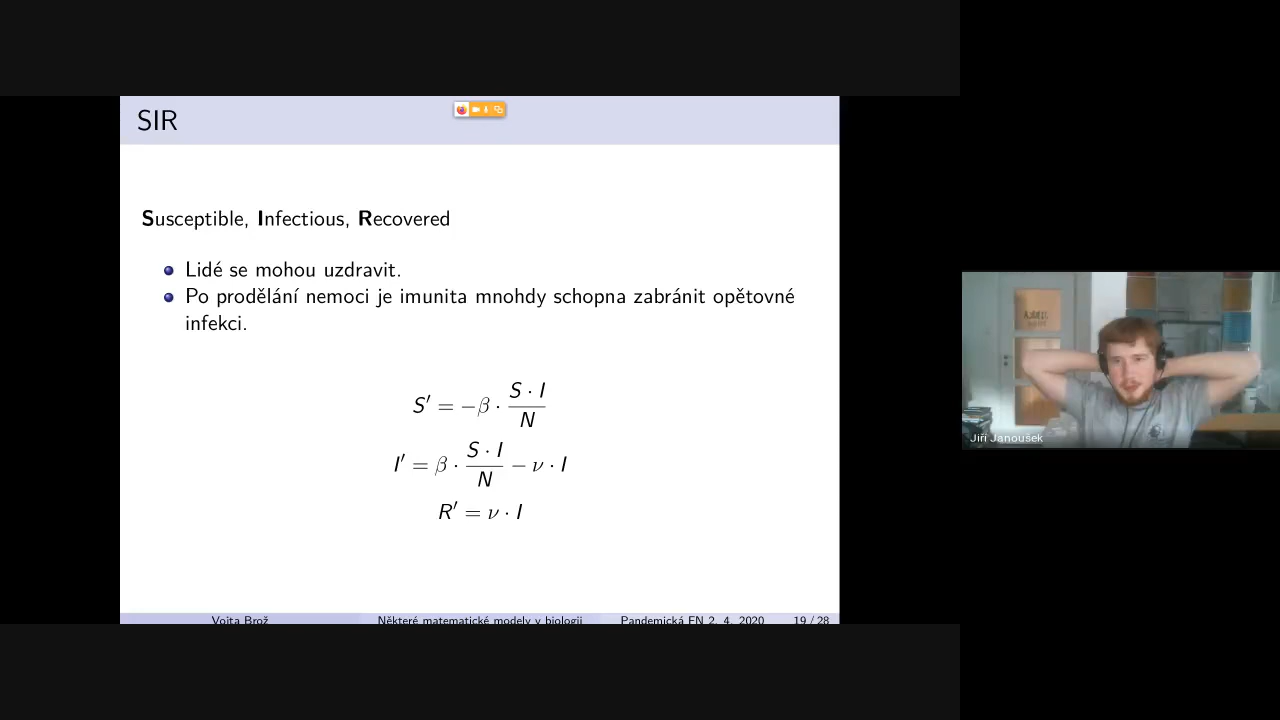 SIR
Susceptible, Infectious, Recovered
Lidé se mohou uzdravit.
Po prodělání nemoci je imunita mnohdy schopna zabránit opětovné
infekci.
S′ = −β · S · I / N
I′ = β · S · I / N − ν · I
R′ = ν · I
Vojta Brož Některé matematické modely v biologii Pandemická FN 2. 4. 2020 19 / 28
Jiří Janoušek